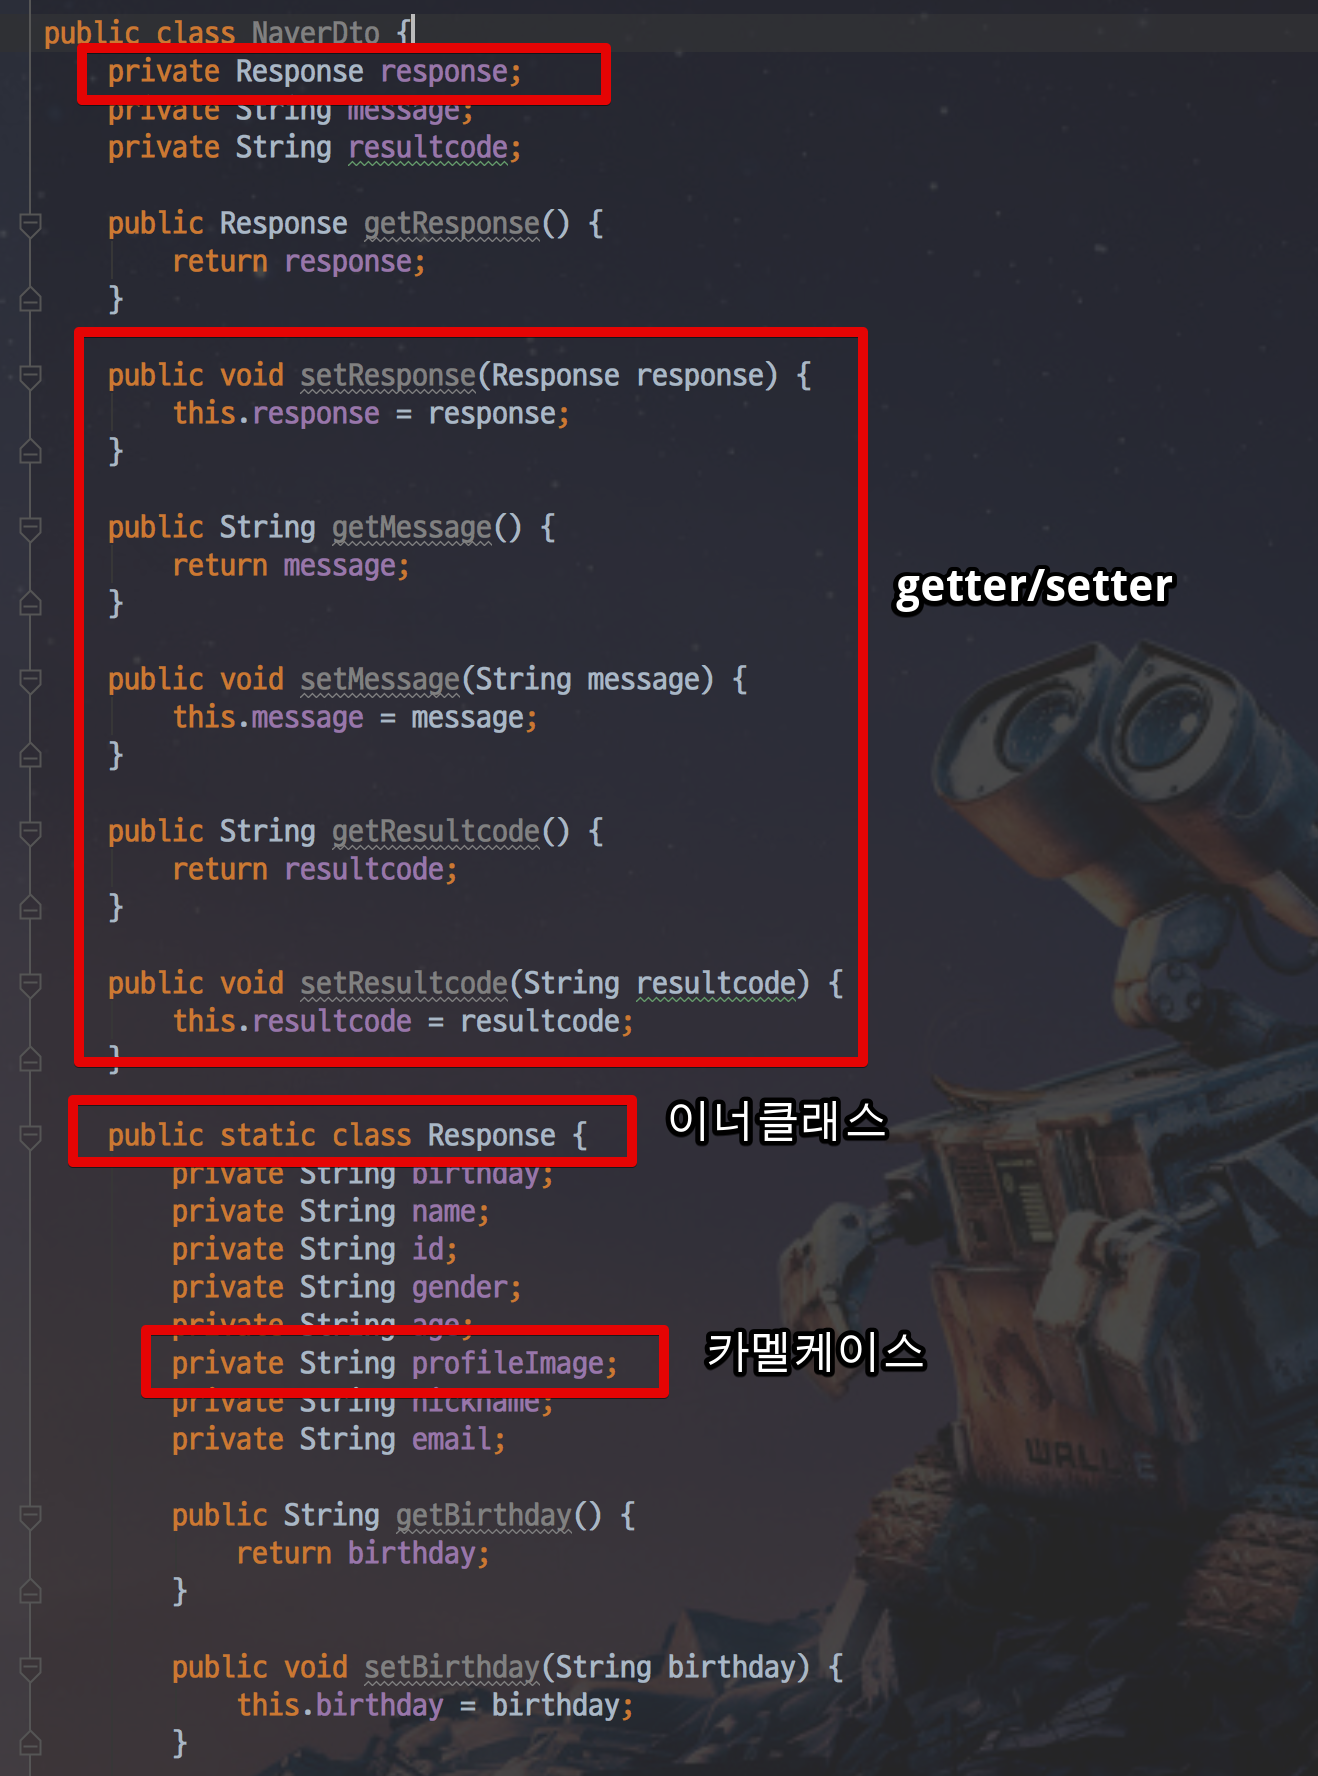 public class NaverDto {
private Response response;
private String message;
private String resultcode;
public Response getResponse() {
return response;
}
public void setResponse(Response response) {
this.response = response;
}
public String getMessage() {
return message;
}
getter/setter
public void setMessage(String message) {
this.message = message;
}
public String getResultcode() {
return resultcode;
}
public void setResultcode(String resultcode) {
this.resultcode = resultcode;
}
public static class Response {
이너클래스
private String birthday;
private String name;
private String id;
private String gender;
private String age;
private String profileImage;
카멜케이스
private String nickname;
private String email;
public String getBirthday() {
return birthday;
}
public void setBirthday(String birthday) {
this.birthday = birthday;
}